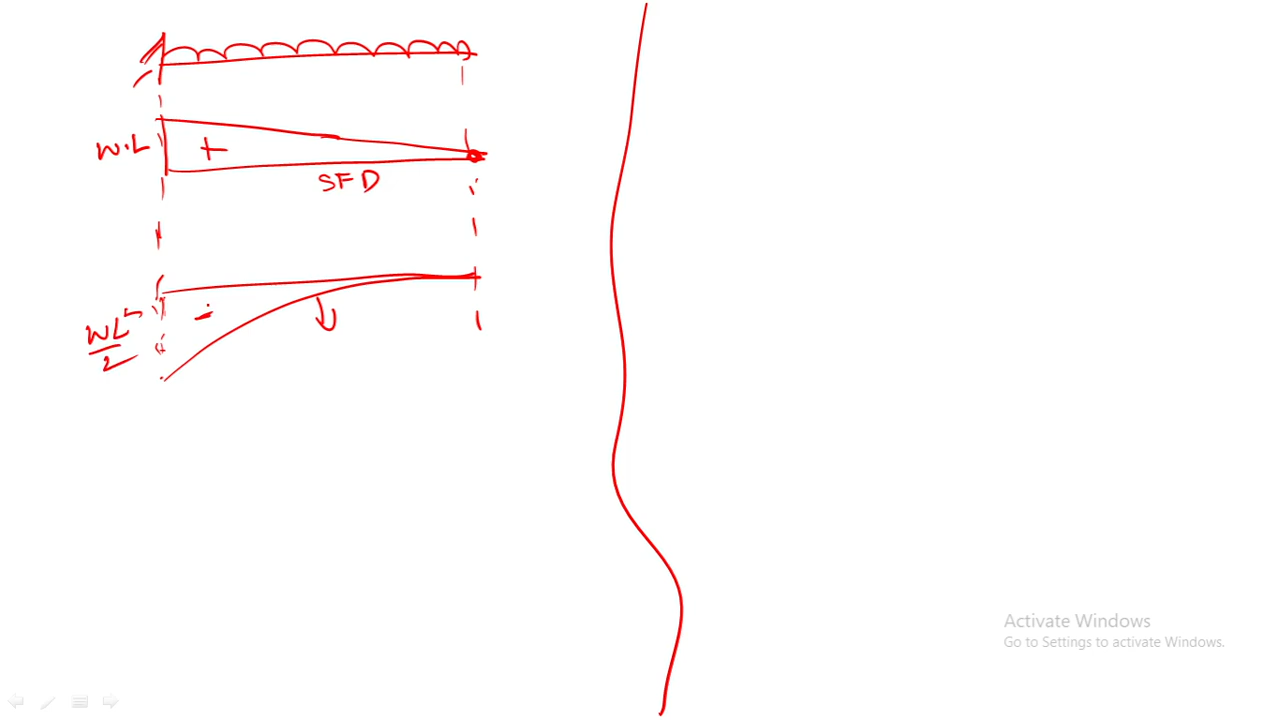 W.L
+
SFD
WL²
2
-
Activate Windows
Go to Settings to activate Windows.